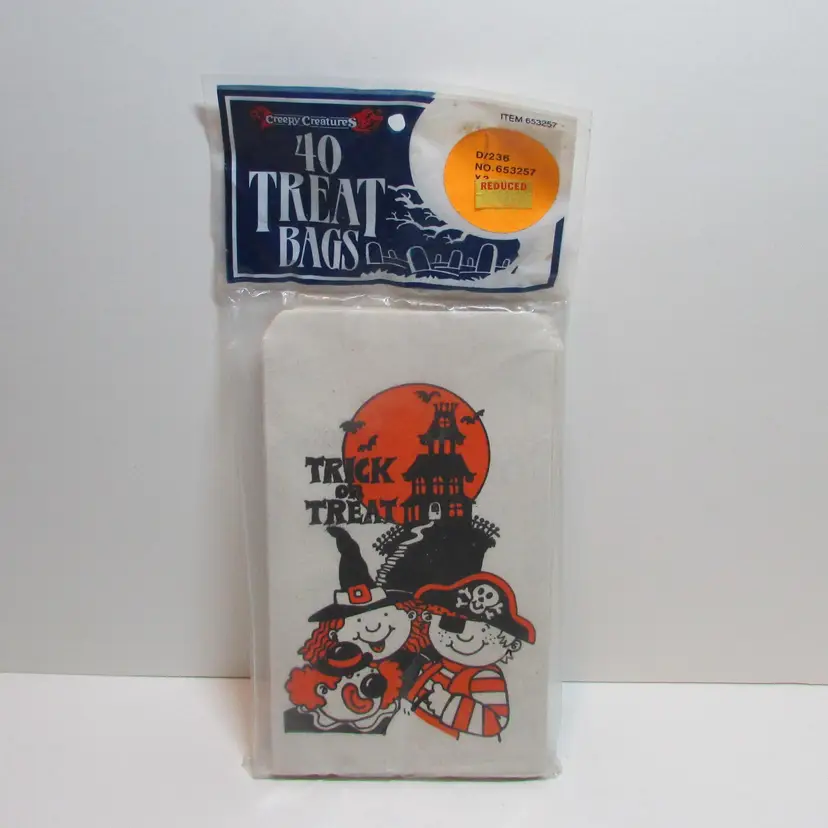 Creepy Creatures
40
TREAT
BAGS
ITEM 653257
D/236
NO. 653257
REDUCED
TRICK
OR
TREAT